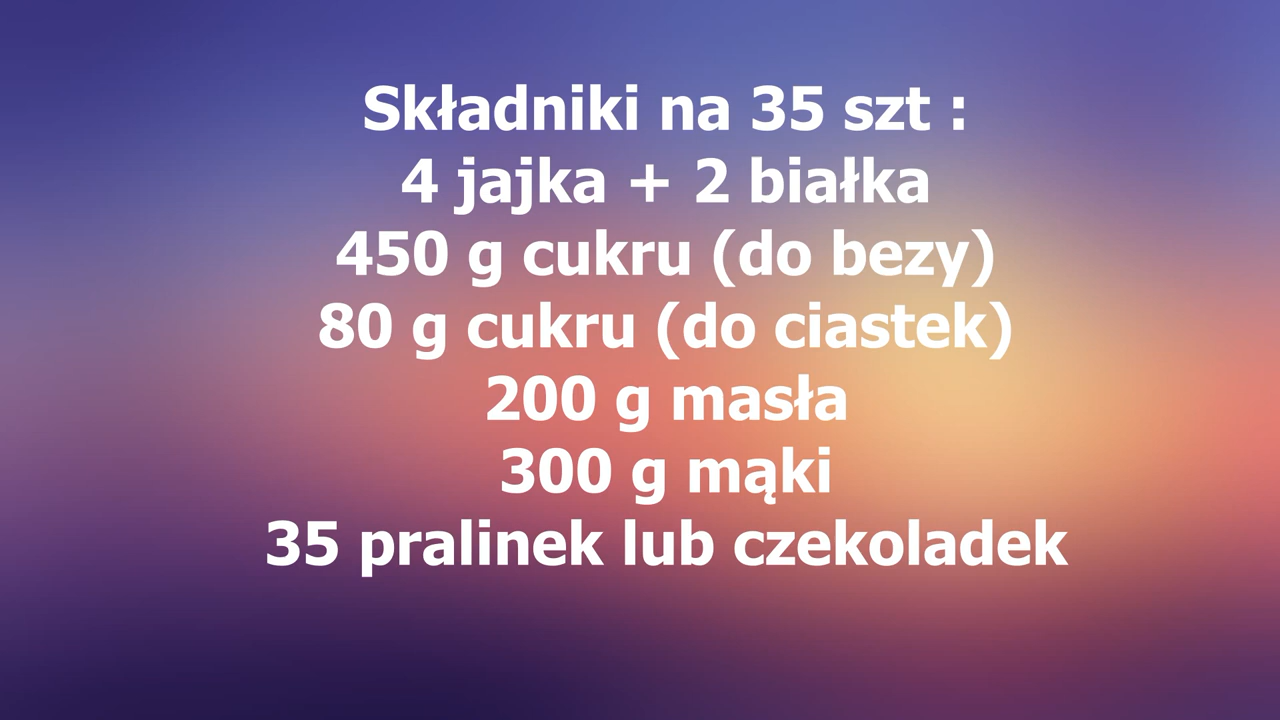 Składniki na 35 szt :
4 jajka + 2 białka
450 g cukru (do bezy)
80 g cukru (do ciastek)
200 g masła
300 g mąki
35 pralinek lub czekoladek